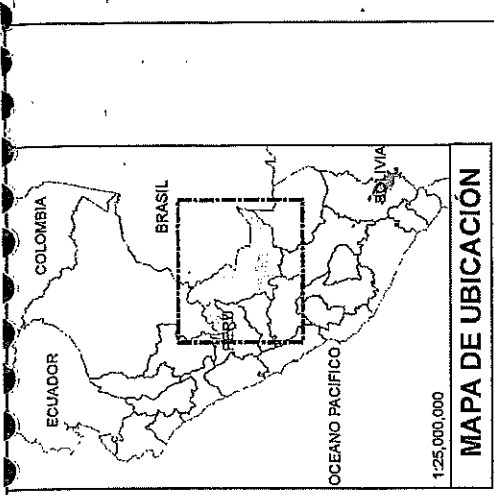 COLOMBIA
ECUADOR
BRASIL
PERU
BOLIVIA
OCEANO PACIFICO
1:25,000,000
MAPA DE UBICACIÓN